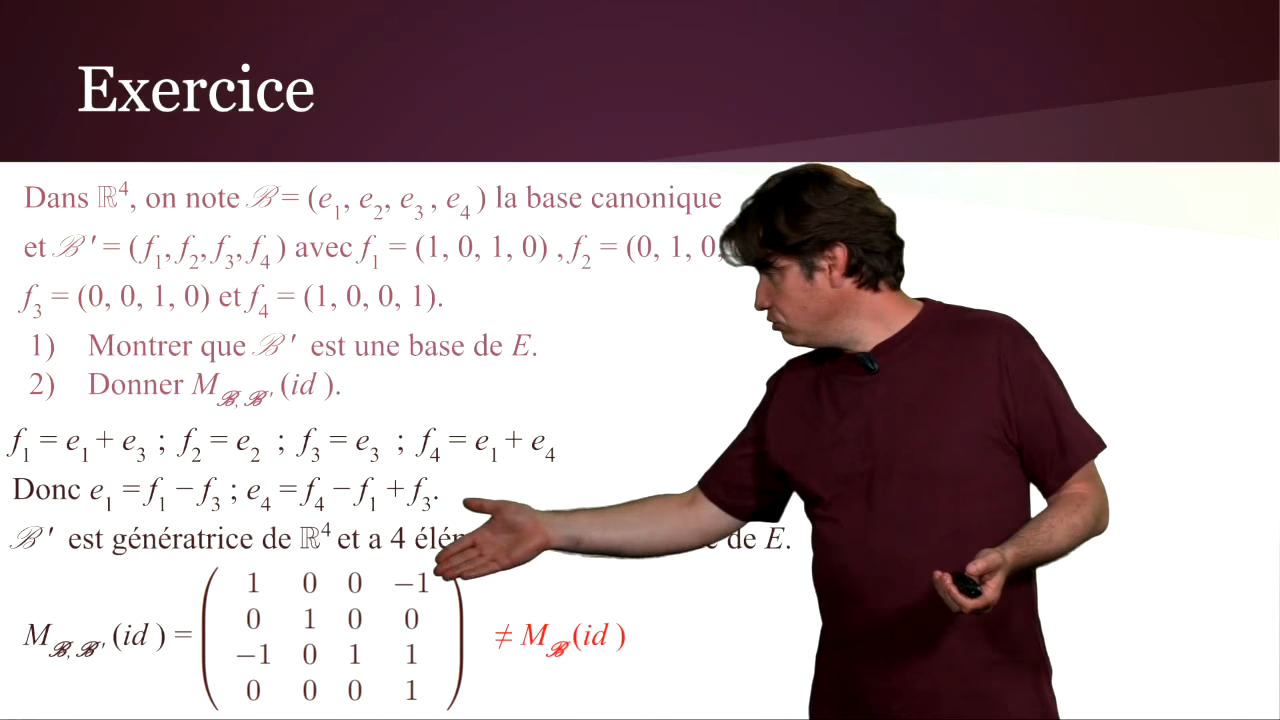 Exercice
Dans ℝ⁴, on note ℬ = (e₁, e₂, e₃, e₄) la base canonique
et ℬ' = (f₁, f₂, f₃, f₄) avec f₁ = (1, 0, 1, 0) , f₂ = (0, 1, 0,
f₃ = (0, 0, 1, 0) et f₄ = (1, 0, 0, 1).
1) Montrer que ℬ' est une base de E.
2) Donner M_ℬ,ℬ' (id ).
f₁ = e₁ + e₃ ; f₂ = e₂ ; f₃ = e₃ ; f₄ = e₁ + e₄
Donc e₁ = f₁ − f₃ ; e₄ = f₄ − f₁ + f₃.
ℬ' est génératrice de ℝ⁴ et a 4 de E.
1 0 0 −1
0 1 0 0
M_ℬ,ℬ' (id ) = ≠ M_ℬ (id )
−1 0 1 1
0 0 0 1